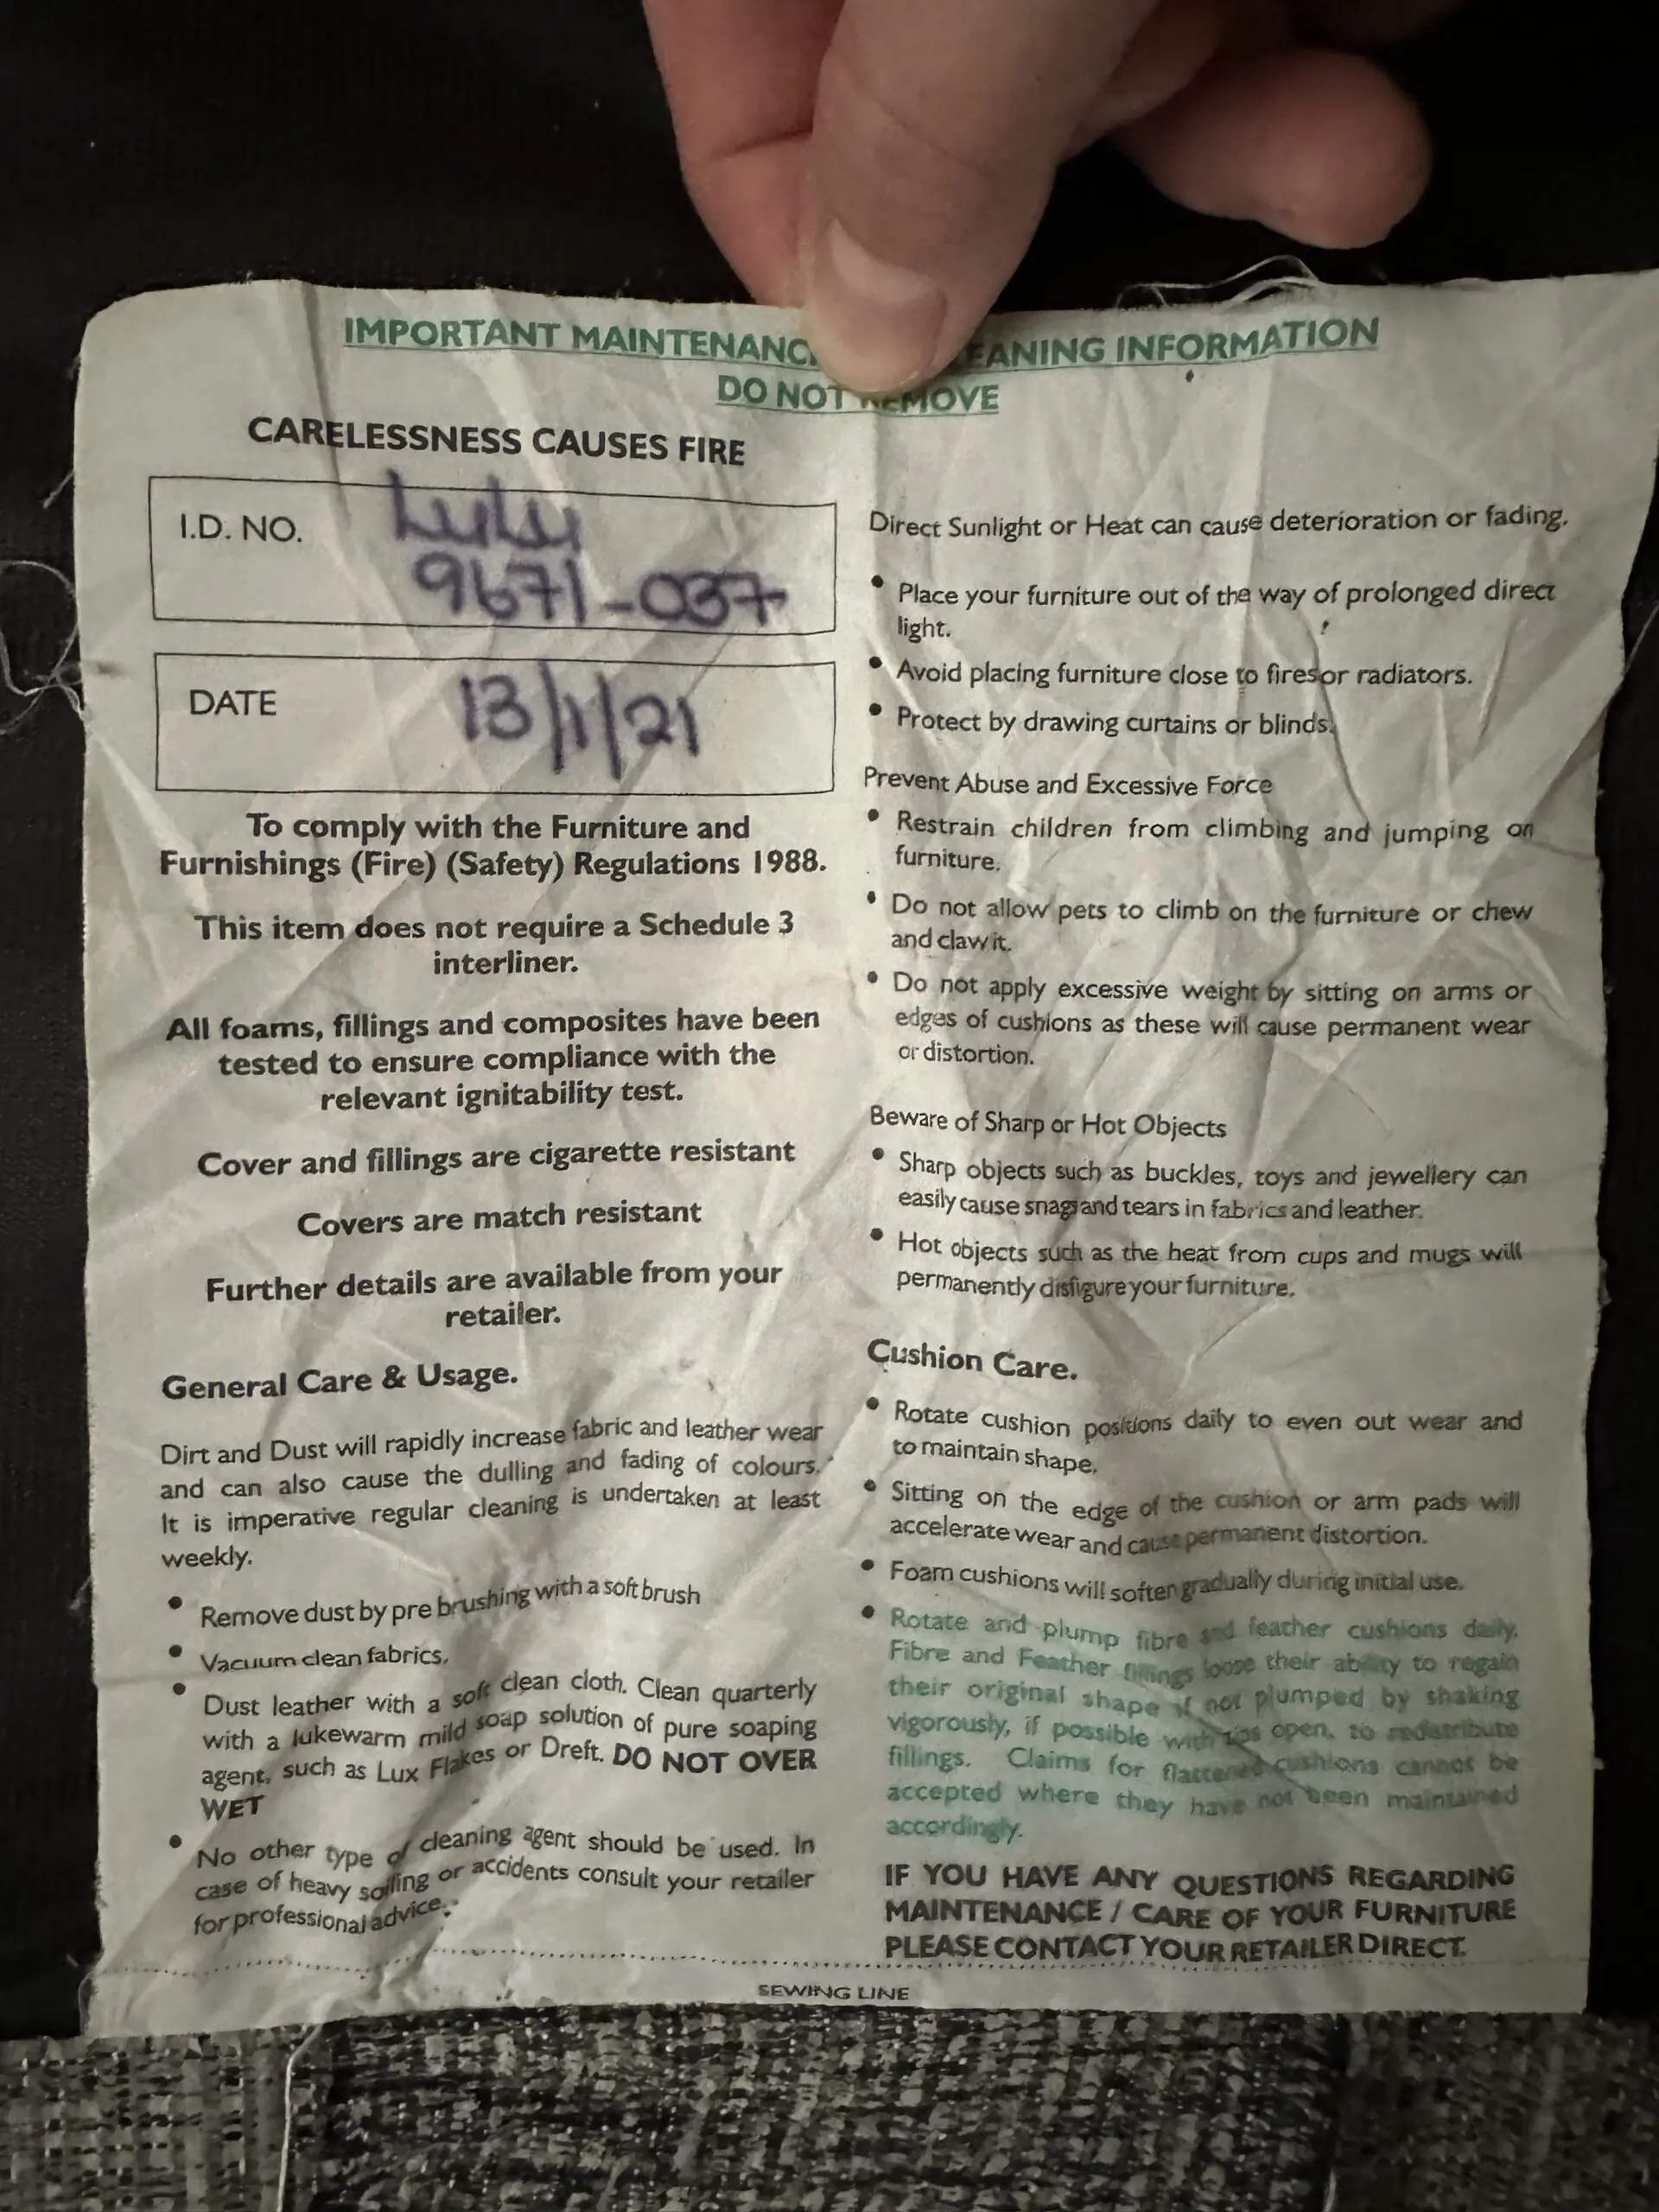 IMPORTANT MAINTENANC EANING INFORMATION
DO NOT REMOVE
CARELESSNESS CAUSES FIRE
I.D. NO. Lulu
9671-037
DATE 13/1/21
To comply with the Furniture and
Furnishings (Fire) (Safety) Regulations 1988.
This item does not require a Schedule 3
interliner.
All foams, fillings and composites have been
tested to ensure compliance with the
relevant ignitability test.
Cover and fillings are cigarette resistant
Covers are match resistant
Further details are available from your
retailer.
General Care & Usage.
Dirt and Dust will rapidly increase fabric and leather wear
and can also cause the dulling and fading of colours.
It is imperative regular cleaning is undertaken at least
weekly.
• Remove dust by pre brushing with a soft brush
• Vacuum clean fabrics.
• Dust leather with a soft clean cloth. Clean quarterly
with a lukewarm mild soap solution of pure soaping
agent, such as Lux Flakes or Dreft. DO NOT OVER
WET
• No other type of cleaning agent should be used. In
case of heavy soiling or accidents consult your retailer
for professional advice.
Direct Sunlight or Heat can cause deterioration or fading.
• Place your furniture out of the way of prolonged direct
light.
• Avoid placing furniture close to fires or radiators.
• Protect by drawing curtains or blinds.
Prevent Abuse and Excessive Force
• Restrain children from climbing and jumping on
furniture.
• Do not allow pets to climb on the furniture or chew
and claw it.
• Do not apply excessive weight by sitting on arms or
edges of cushions as these will cause permanent wear
or distortion.
Beware of Sharp or Hot Objects
• Sharp objects such as buckles, toys and jewellery can
easily cause snags and tears in fabrics and leather.
• Hot objects such as the heat from cups and mugs will
permanently disfigure your furniture.
Cushion Care.
• Rotate cushion positions daily to even out wear and
to maintain shape.
• Sitting on the edge of the cushion or arm pads will
accelerate wear and cause permanent distortion.
• Foam cushions will soften gradually during initial use.
• Rotate and plump fibre and feather cushions daily.
Fibre and Feather fillings loose their ability to regain
their original shape if not plumped by shaking
vigorously, if possible with zips open, to redistribute
fillings. Claims for flattened cushions cannot be
accepted where they have not been maintained
accordingly.
IF YOU HAVE ANY QUESTIONS REGARDING
MAINTENANCE / CARE OF YOUR FURNITURE
PLEASE CONTACT YOUR RETAILER DIRECT.
SEWING LINE